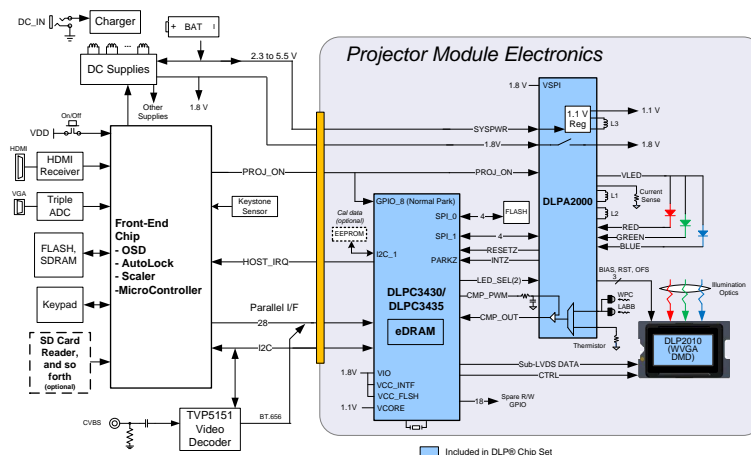 DC_IN
Charger
+ BAT
DC Supplies
2.3 to 5.5 V
Other
Supplies
1.8 V
On/Off
VDD
HDMI
HDMI
Receiver
VGA
Triple
ADC
FLASH,
SDRAM
Keypad
SD Card
Reader,
and so
forth
(optional)
Front-End
Chip
- OSD
- AutoLock
- Scaler
-MicroController
Keystone
Sensor
PROJ_ON
HOST_IRQ
Parallel I/F
28
I2C
CVBS
TVP5151
Video
Decoder
BT.656
Projector Module Electronics
1.8 V
VSPI
1.1 V
Reg
1.1 V
L3
SYSPWR
1.8V
1.8 V
PROJ_ON
VLED
DLPA2000
Current
Sense
L1
L2
RED
GREEN
BLUE
BIAS, RST, OFS
3
Illumination
Optics
WPC
LABB
Thermistor
GPIO_8 (Normal Park)
SPI_0
4
FLASH
SPI_1
4
RESETZ
PARKZ
INTZ
Cal data
(optional)
EEPROM
I2C_1
LED_SEL(2)
CMP_PWM
CMP_OUT
DLPC3430/
DLPC3435
eDRAM
1.8V
VIO
VCC_INTF
VCC_FLSH
1.1V
VCORE
Sub-LVDS DATA
CTRL
18
Spare R/W
GPIO
DLP2010
(WVGA
DMD)
Included in DLP® Chip Set